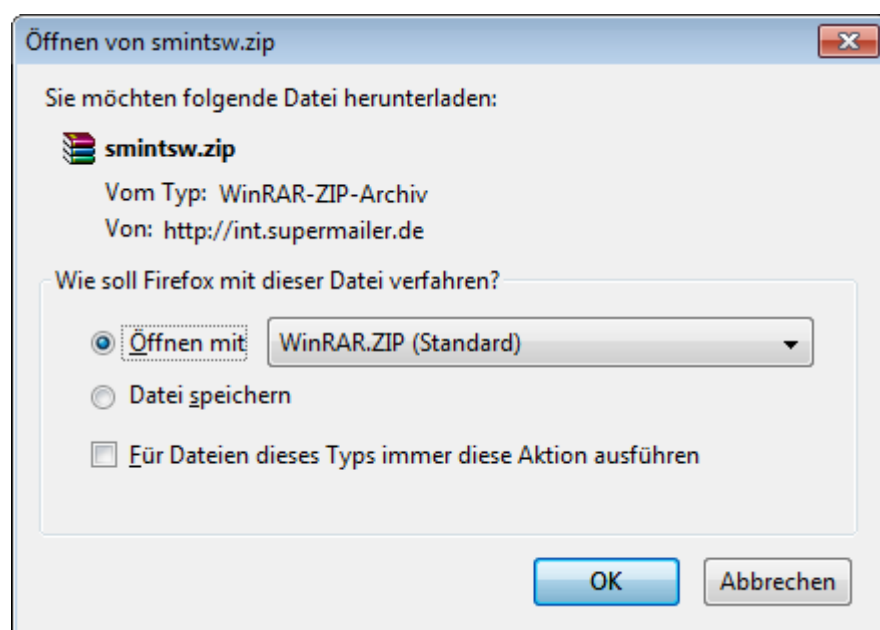 Öffnen von smintsw.zip
Sie möchten folgende Datei herunterladen:
smintsw.zip
Vom Typ: WinRAR-ZIP-Archiv
Von: http://int.supermailer.de
Wie soll Firefox mit dieser Datei verfahren?
Öffnen mit WinRAR.ZIP (Standard)
Datei speichern
Für Dateien dieses Typs immer diese Aktion ausführen
OK Abbrechen